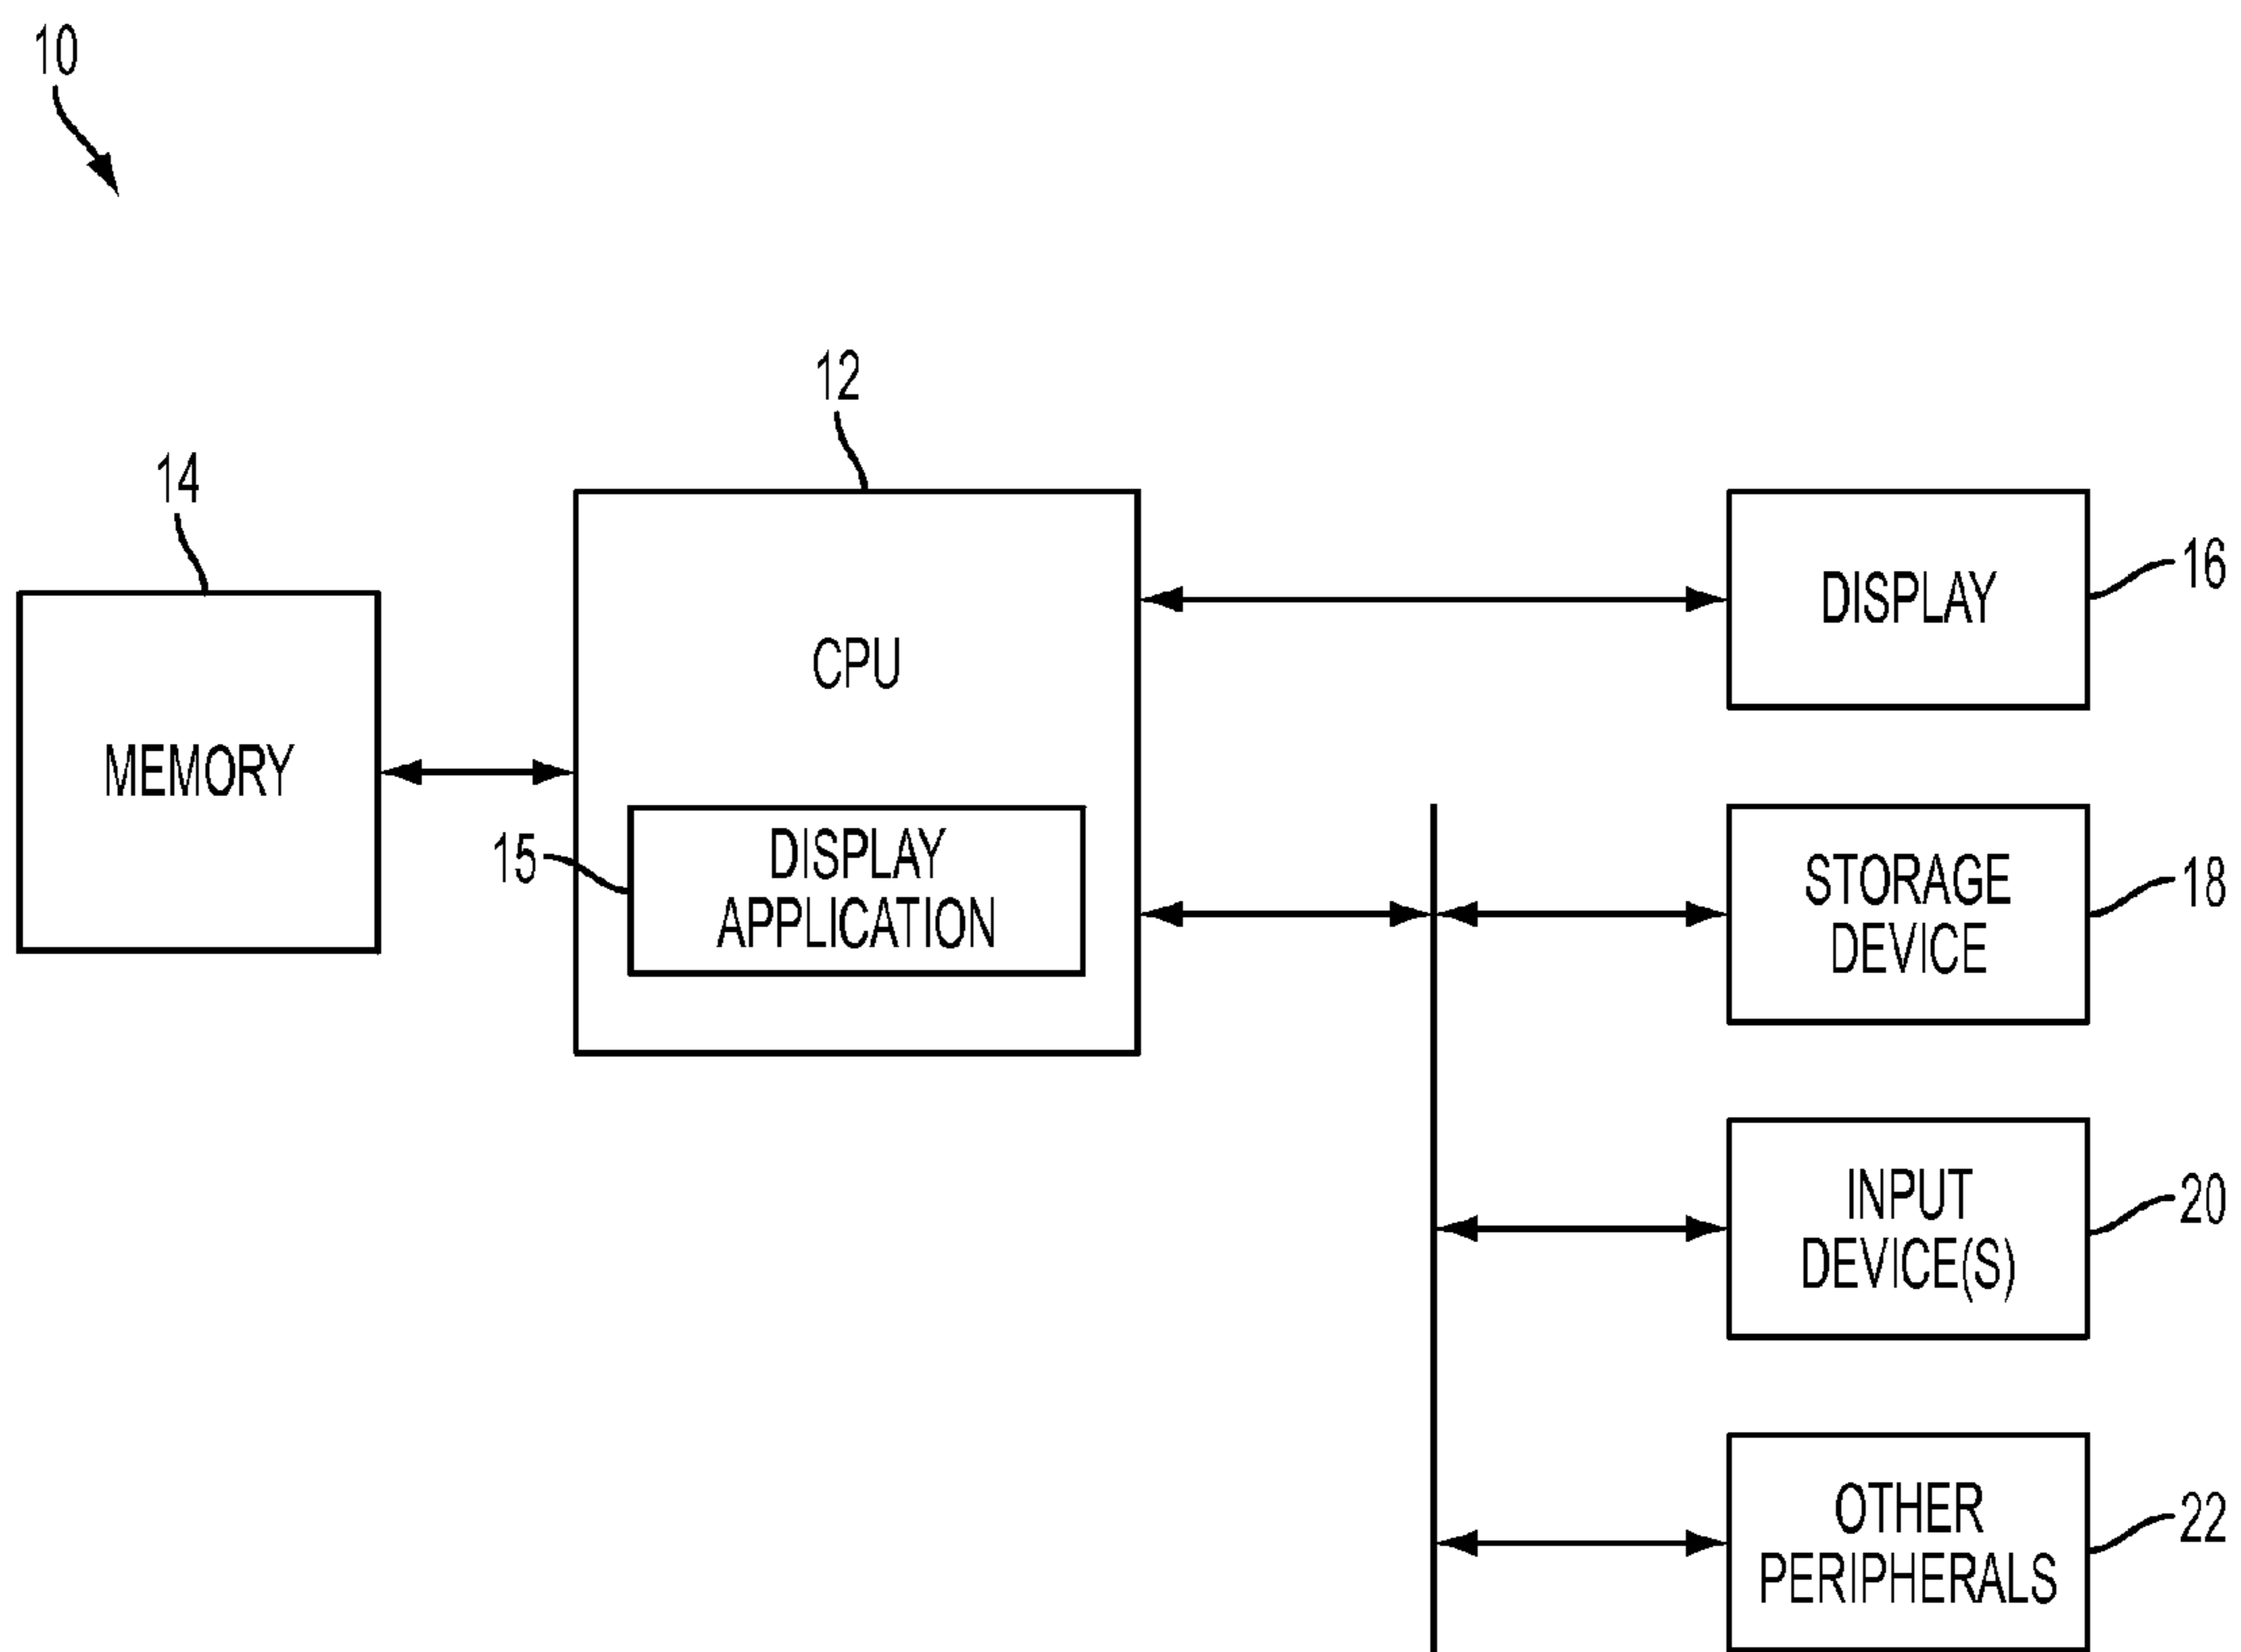 10
12
14
16
DISPLAY
CPU
MEMORY
15
DISPLAY
APPLICATION
STORAGE
DEVICE
18
INPUT
DEVICE(S)
20
OTHER
PERIPHERALS
22